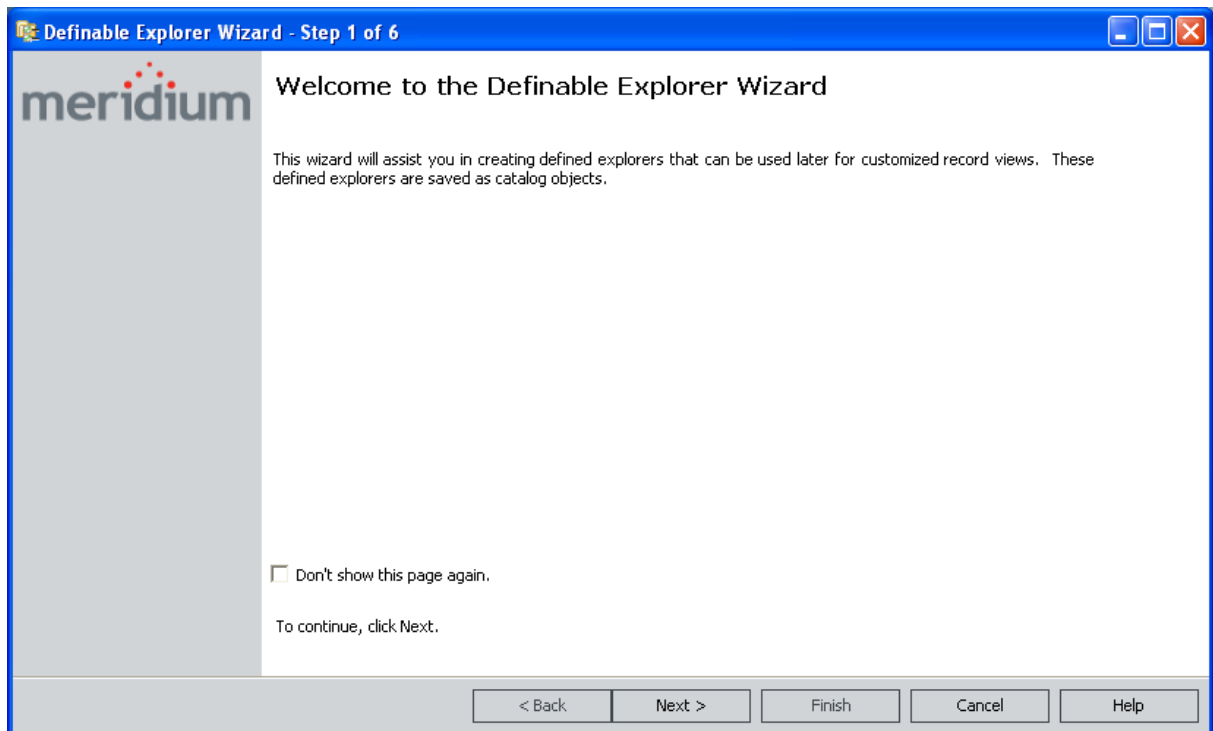 Definable Explorer Wizard - Step 1 of 6
meridium
Welcome to the Definable Explorer Wizard
This wizard will assist you in creating defined explorers that can be used later for customized record views. These
defined explorers are saved as catalog objects.
Don't show this page again.
To continue, click Next.
< Back
Next >
Finish
Cancel
Help